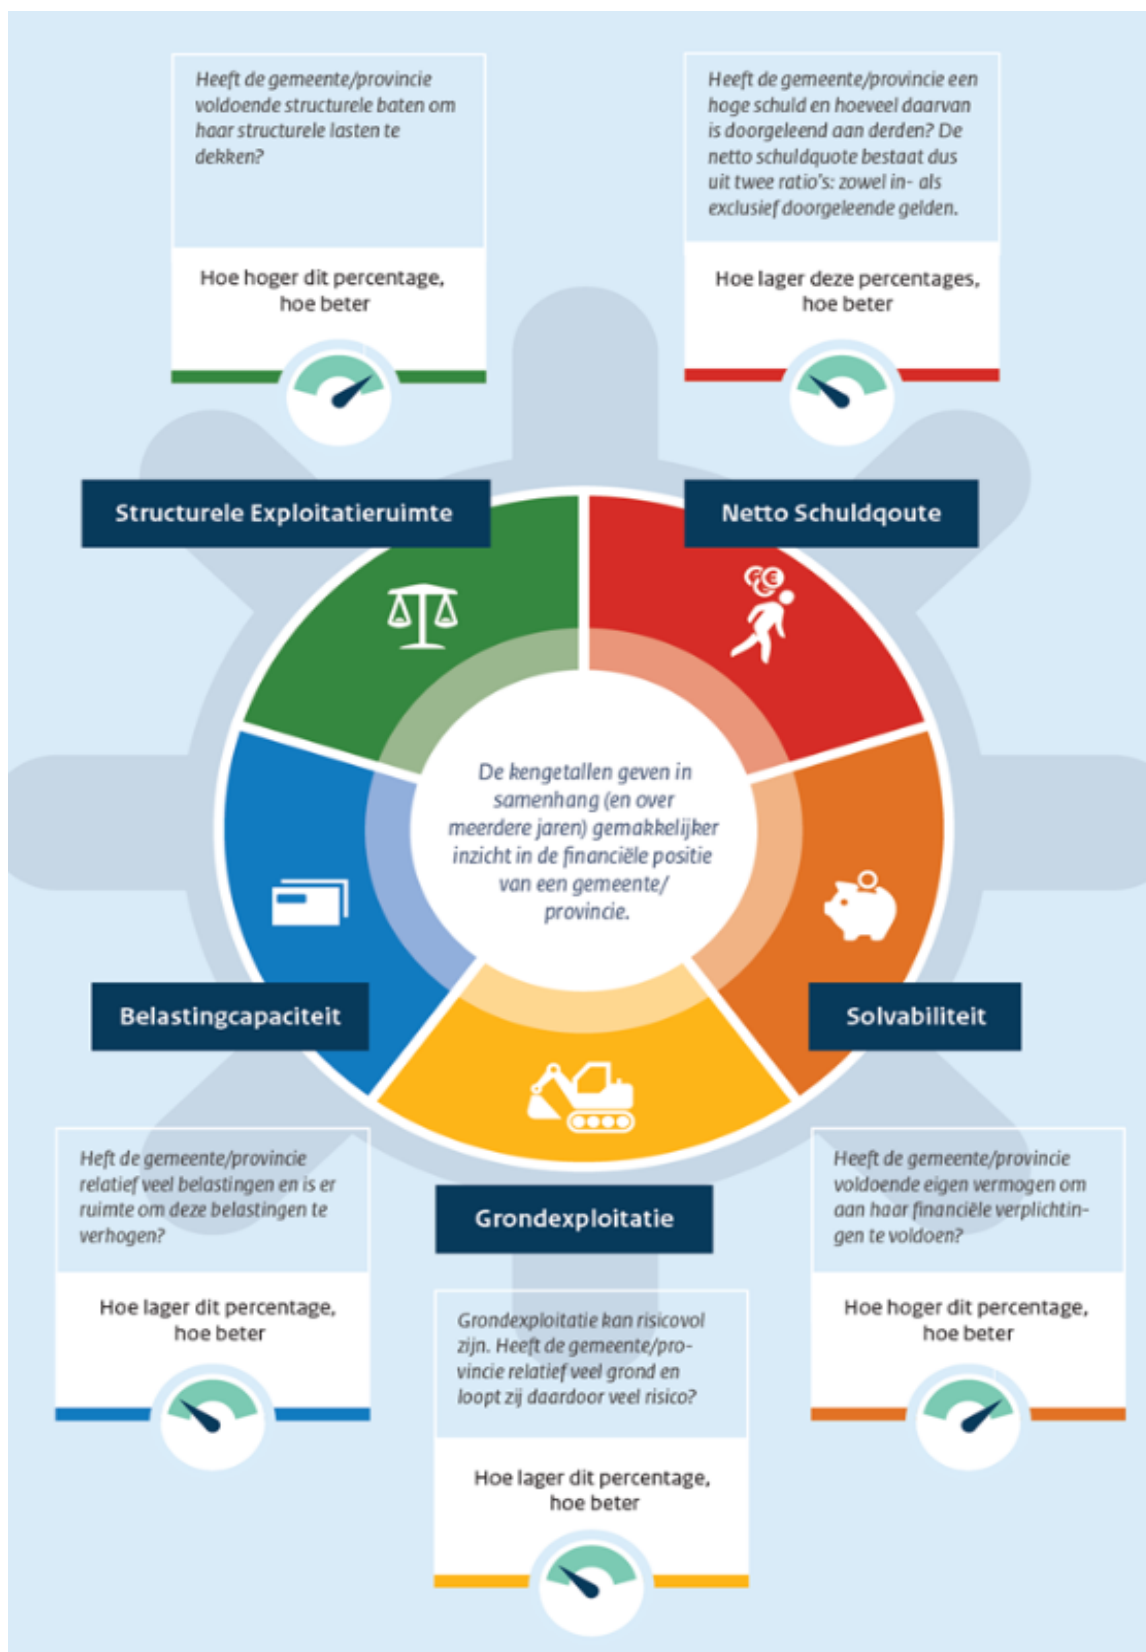 Heeft de gemeente/provincie
voldoende structurele baten om
haar structurele lasten te
dekken?
Hoe hoger dit percentage,
hoe beter
Heeft de gemeente/provincie een
hoge schuld en hoeveel daarvan
is doorgeleend aan derden? De
netto schuldquote bestaat dus
uit twee ratio's: zowel in- als
exclusief doorgeleende gelden.
Hoe lager deze percentages,
hoe beter
Structurele Exploitatieruimte
Netto Schuldqoute
De kengetallen geven in
samenhang (en over
meerdere jaren) gemakkelijker
inzicht in de financiële positie
van een gemeente/
provincie.
Belastingcapaciteit
Solvabiliteit
Heft de gemeente/provincie
relatief veel belastingen en is er
ruimte om deze belastingen te
verhogen?
Hoe lager dit percentage,
hoe beter
Grondexploitatie
Grondexploitatie kan risicovol
zijn. Heeft de gemeente/pro-
vincie relatief veel grond en
loopt zij daardoor veel risico?
Hoe lager dit percentage,
hoe beter
Heeft de gemeente/provincie
voldoende eigen vermogen om
aan haar financiële verplichtin-
gen te voldoen?
Hoe hoger dit percentage,
hoe beter